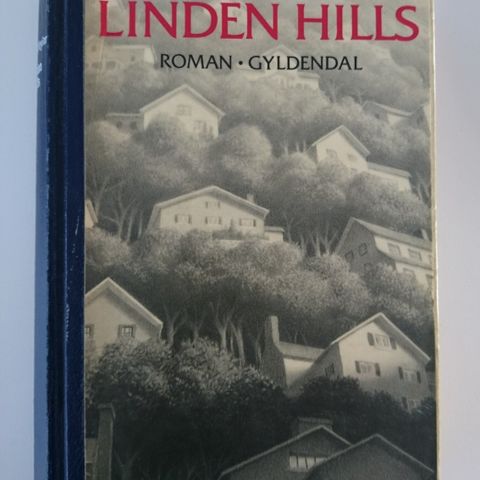 LINDEN HILLS
ROMAN • GYLDENDAL